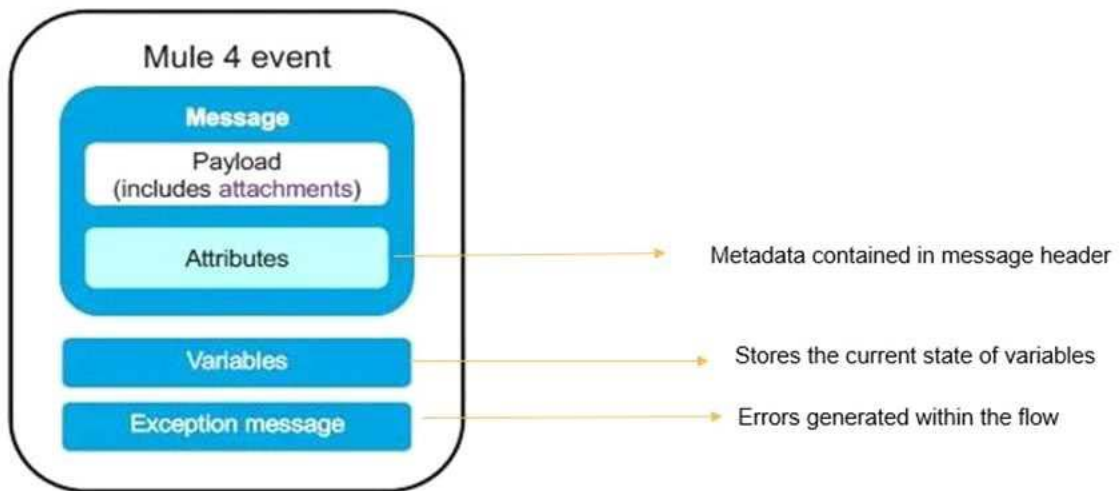 Mule 4 event
Message
Payload
(includes attachments)
Attributes
Metadata contained in message header
Variables
Stores the current state of variables
Exception message
Errors generated within the flow